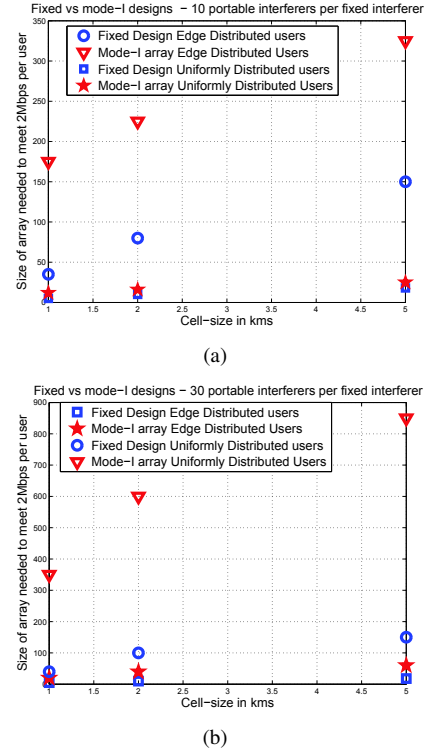 Fixed vs mode−I designs − 10 portable interferers per fixed interferer
350
300
250
200
150
100
50
0
Size of array needed to meet 2Mbps per user
Fixed Design Edge Distributed users
Mode−I array Edge Distributed Users
Fixed Design Uniformly Distributed users
Mode−I array Uniformly Distributed Users
1 1.5 2 2.5 3 3.5 4 4.5 5
Cell−size in kms
(a)
Fixed vs mode−I designs − 30 portable interferers per fixed interferer
900
800
700
600
500
400
300
200
100
Size of array needed to meet 2Mbps per user
Fixed Design Edge Distributed users
Mode−I array Edge Distributed Users
Fixed Design Uniformly Distributed users
Mode−I array Uniformly Distributed Users
1 1.5 2 2.5 3 3.5 4 4.5 5
Cell−size in kms
(b)